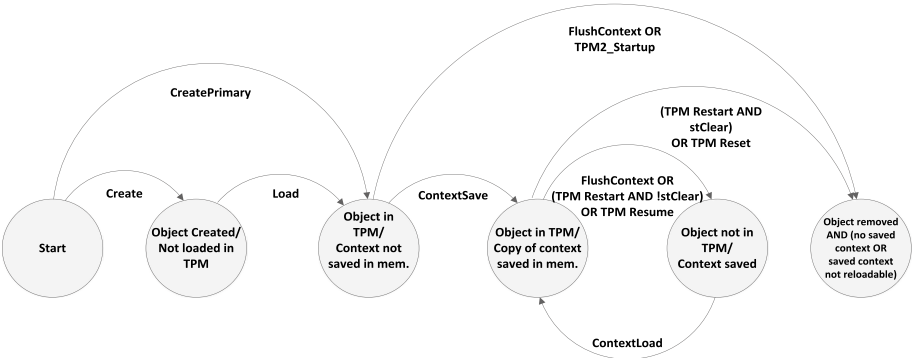 FlushContext OR
TPM2_Startup
CreatePrimary
(TPM Restart AND
stClear)
OR TPM Reset
Create
Load
ContextSave
FlushContext OR
(TPM Restart AND !stClear)
OR TPM Resume
Start
Object Created/
Not loaded in
TPM
Object in
TPM/
Context not
saved in mem.
Object in TPM/
Copy of context
saved in mem.
Object not in
TPM/
Context saved
Object removed
AND (no saved
context OR
saved context
not reloadable)
ContextLoad